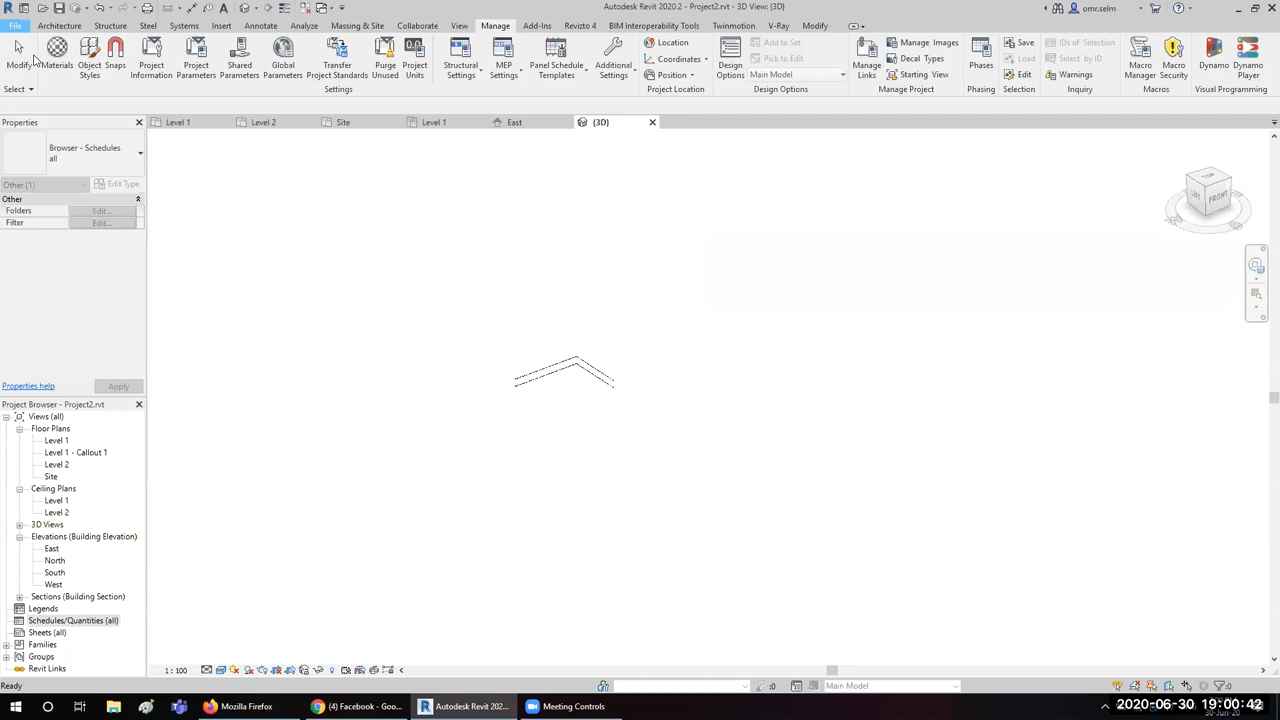 Autodesk Revit 2020.2 - Project2.rvt - 3D View: {3D}
omr.selm
File Architecture Structure Steel Systems Insert Annotate Analyze Massing & Site Collaborate View Manage Add-Ins Revizto 4 BIM Interoperability Tools Twinmotion V-Ray Modify
Modify Materials Object Styles Snaps Project Information Project Parameters Shared Parameters Global Parameters Transfer Project Standards Purge Unused Project Units Structural Settings MEP Settings Panel Schedule Templates Additional Settings
Location
Coordinates
Position
Design Options
Add to Set
Pick to Edit
Main Model
Manage Links
Manage Images
Decal Types
Starting View
Phases
Save
Load
Edit
IDs of Selection
Select by ID
Warnings
Macro Manager Macro Security Dynamo Dynamo Player
Select Settings Project Location Design Options Manage Project Phasing Selection Inquiry Macros Visual Programming
Properties
Level 1 Level 2 Site Level 1 East {3D}
Browser - Schedules
all
Other (1) Edit Type
Other
Folders Edit...
Filter Edit...
TOP
FRONT
Properties help Apply
Project Browser - Project2.rvt
Views (all)
Floor Plans
Level 1
Level 1 - Callout 1
Level 2
Site
Ceiling Plans
Level 1
Level 2
3D Views
Elevations (Building Elevation)
East
North
South
West
Sections (Building Section)
Legends
Schedules/Quantities (all)
Sheets (all)
Families
Groups
Revit Links
1 : 100
Ready :0 Main Model :0
Mozilla Firefox (4) Facebook - Goo... Autodesk Revit 202... Meeting Controls
2020-06-30 19:00:42